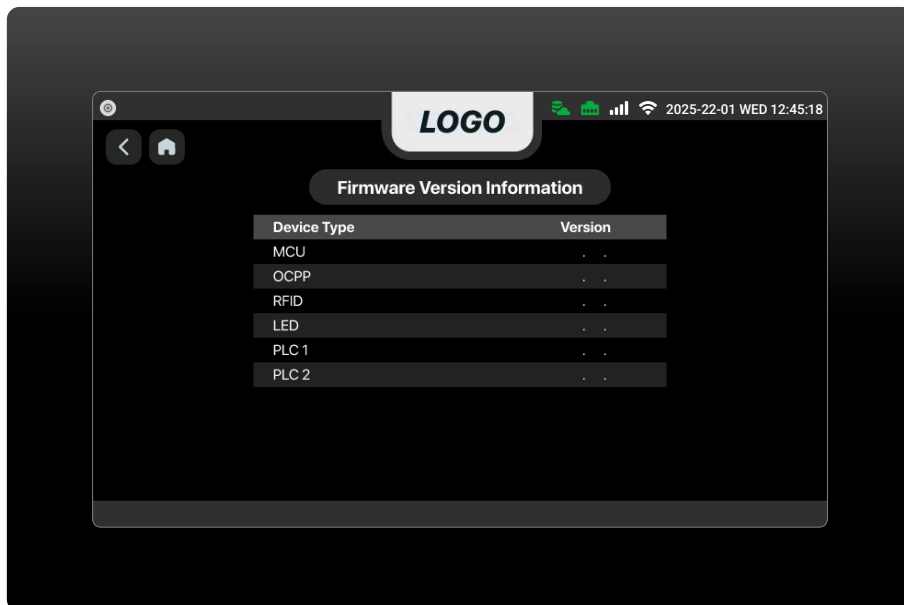 LOGO
2025-22-01 WED 12:45:18
Firmware Version Information
Device Type Version
MCU . .
OCPP . .
RFID . .
LED . .
PLC 1 . .
PLC 2 . .